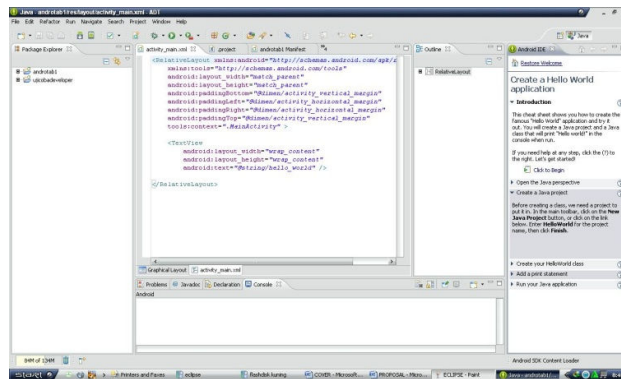 Java - androtab1/res/layout/activity_main.xml - ADT
File Edit Refactor Run Navigate Search Project Window Help
Java
Package Explorer
androtab1
ujicobadeveloper
activity_main.xml
.project
androtab1 Manifest
<RelativeLayout xmlns:android="http://schemas.android.com/apk/r
xmlns:tools="http://schemas.android.com/tools"
android:layout_width="match_parent"
android:layout_height="match_parent"
android:paddingBottom="@dimen/activity_vertical_margin"
android:paddingLeft="@dimen/activity_horizontal_margin"
android:paddingRight="@dimen/activity_horizontal_margin"
android:paddingTop="@dimen/activity_vertical_margin"
tools:context=".MainActivity" >
<TextView
android:layout_width="wrap_content"
android:layout_height="wrap_content"
android:text="@string/hello_world" />
</RelativeLayout>
Graphical Layout activity_main.xml
Outline
RelativeLayout
Android IDE
Restore Welcome
Create a Hello World
application
Introduction
This cheat sheet shows you how to create the
famous "Hello World" application and try it
out. You will create a Java project and a Java
class that will print "Hello world!" in the
console when run.
If you need help at any step, click the (?) to
the right. Let's get started!
Click to Begin
Open the Java perspective
Create a Java project
Before creating a class, we need a project to
put it in. In the main toolbar, click on the New
Java Project button, or click on the link
below. Enter HelloWorld for the project
name, then click Finish.
Create your HelloWorld class
Add a print statement
Run your Java application
Problems Javadoc Declaration Console
Android
Android SDK Content Loader
start
Printers and Faxes
eclipse
flashdisk kuning
COVER - Microsoft...
PROPOSAL - Micro...
ECLIPSE - Paint
Java - androtab1/...